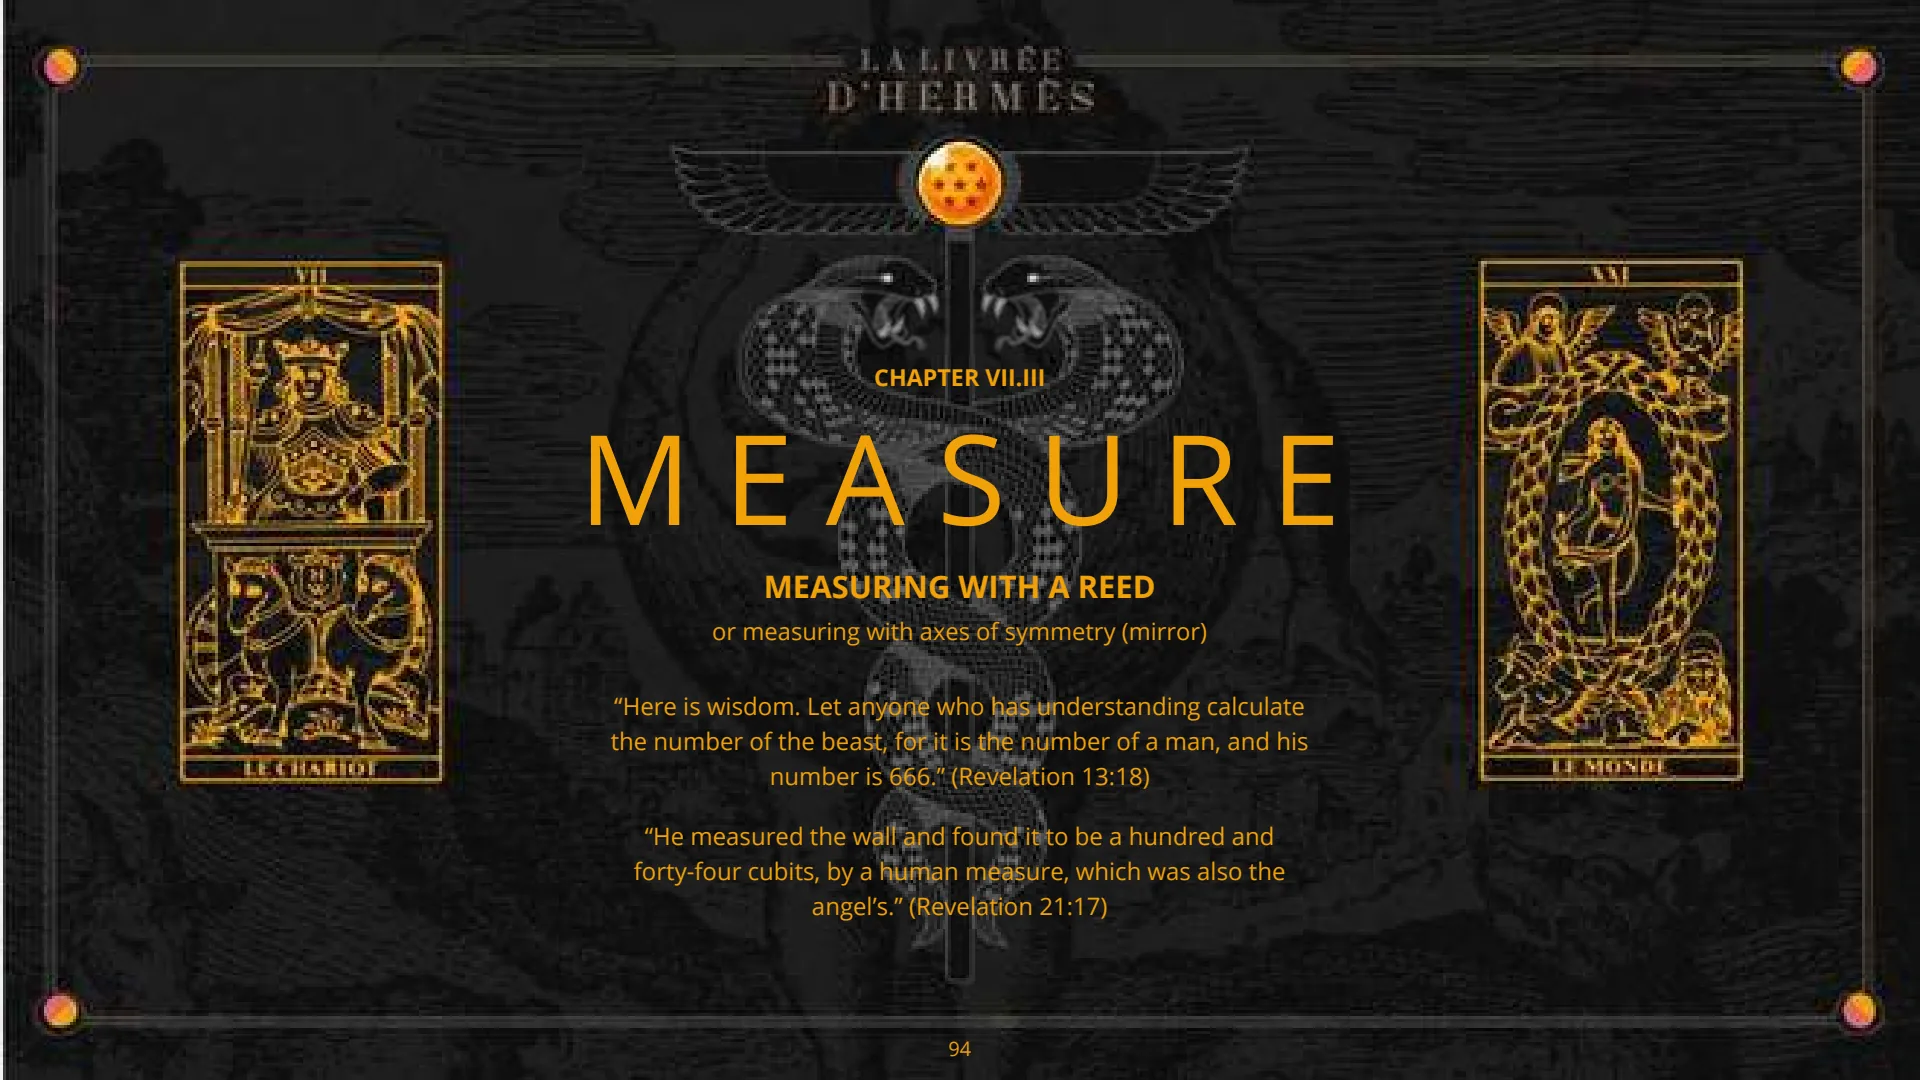 LA LIVRÉE
D'HERMÈS
VII
XXI
CHAPTER VII.III
MEASURE
MEASURING WITH A REED
or measuring with axes of symmetry (mirror)
“Here is wisdom. Let anyone who has understanding calculate
the number of the beast, for it is the number of a man, and his
number is 666.” (Revelation 13:18)
LE CHARIOT
LE MONDE
“He measured the wall and found it to be a hundred and
forty-four cubits, by a human measure, which was also the
angel’s.” (Revelation 21:17)
94